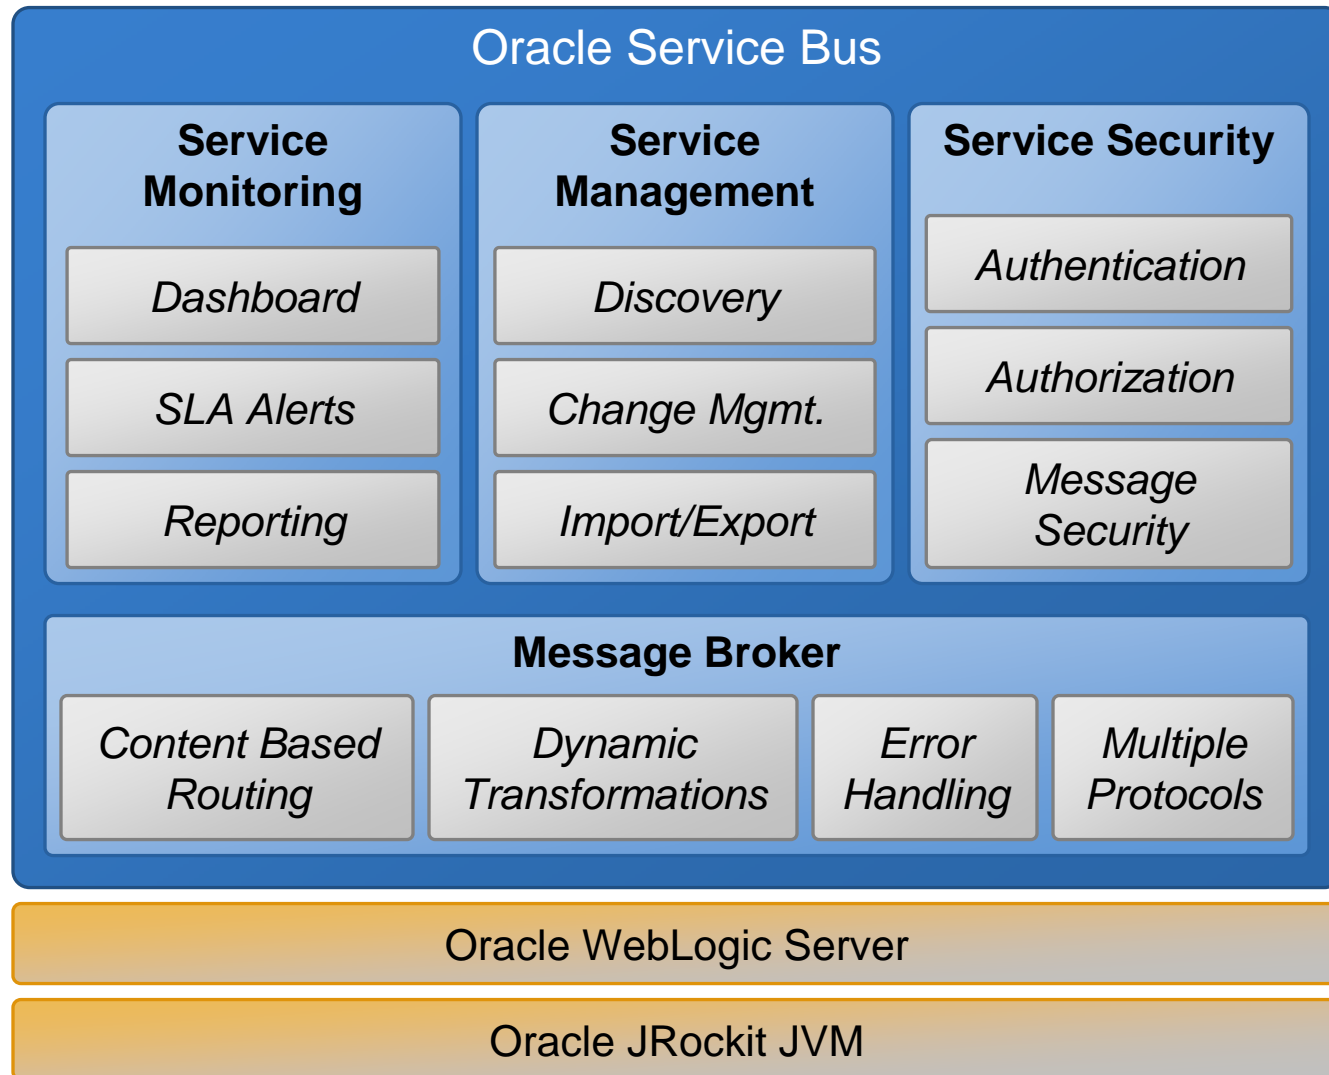 Oracle Service Bus
Service
Monitoring
Dashboard
SLA Alerts
Reporting
Service
Management
Discovery
Change Mgmt.
Import/Export
Service Security
Authentication
Authorization
Message
Security
Message Broker
Content Based
Routing
Dynamic
Transformations
Error
Handling
Multiple
Protocols
Oracle WebLogic Server
Oracle JRockit JVM